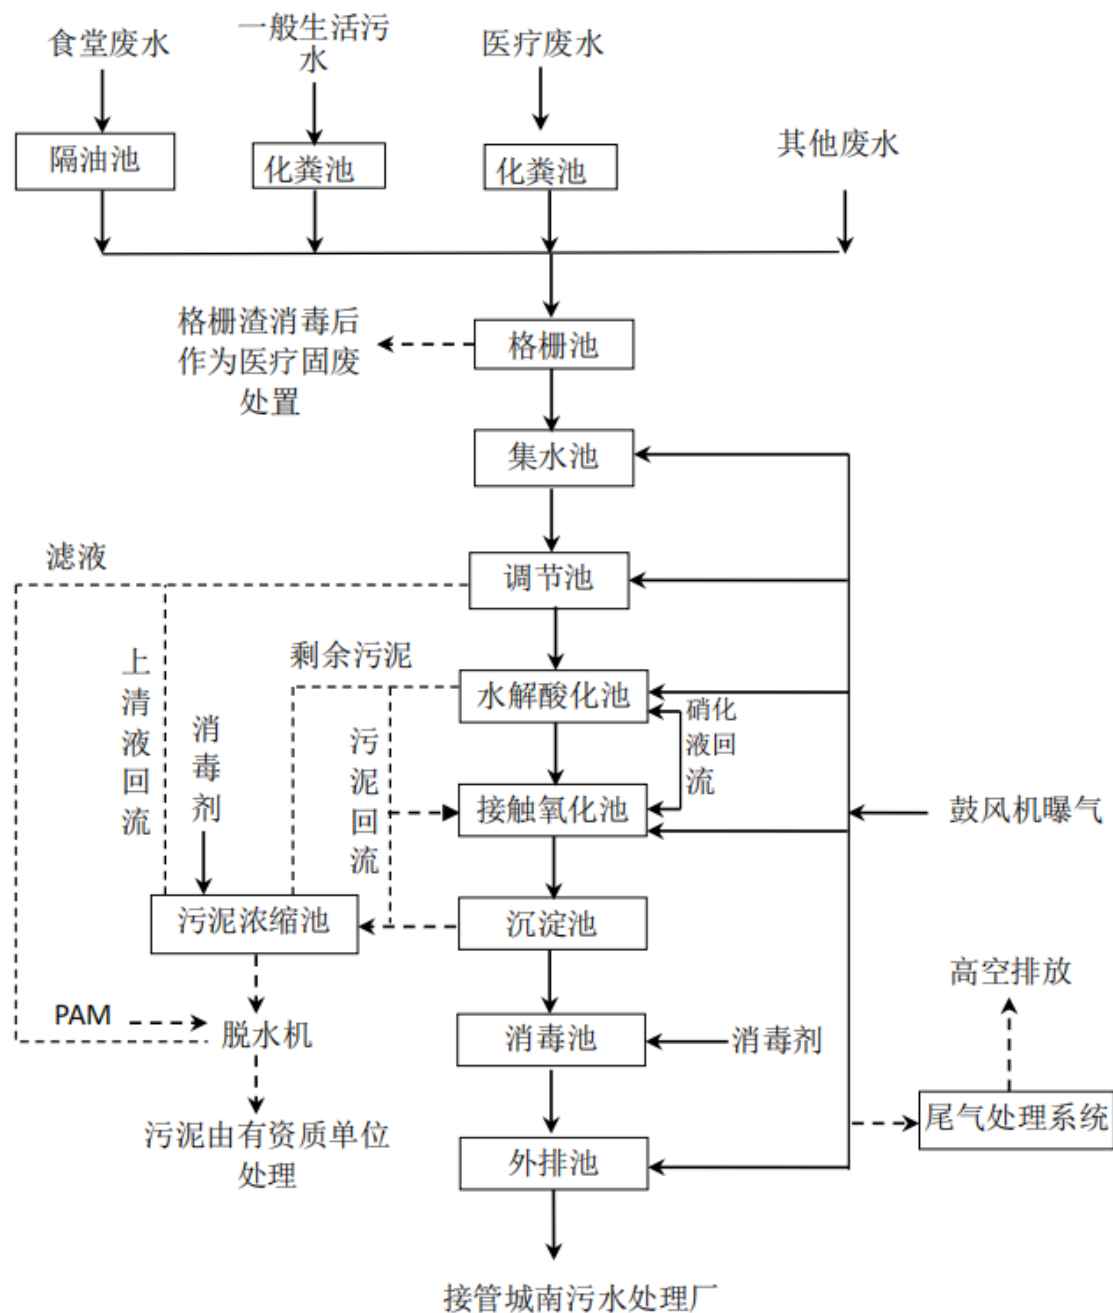 食堂废水
一般生活污
水
医疗废水
其他废水
隔油池
化粪池
化粪池
格栅渣消毒后
作为医疗固废
处置
格栅池
集水池
滤液
调节池
上清液回流
剩余污泥
水解酸化池
硝化
液回
流
消毒剂
污泥回流
接触氧化池
鼓风机曝气
污泥浓缩池
沉淀池
高空排放
PAM
脱水机
消毒池
消毒剂
尾气处理系统
污泥由有资质单位
处理
外排池
接管城南污水处理厂